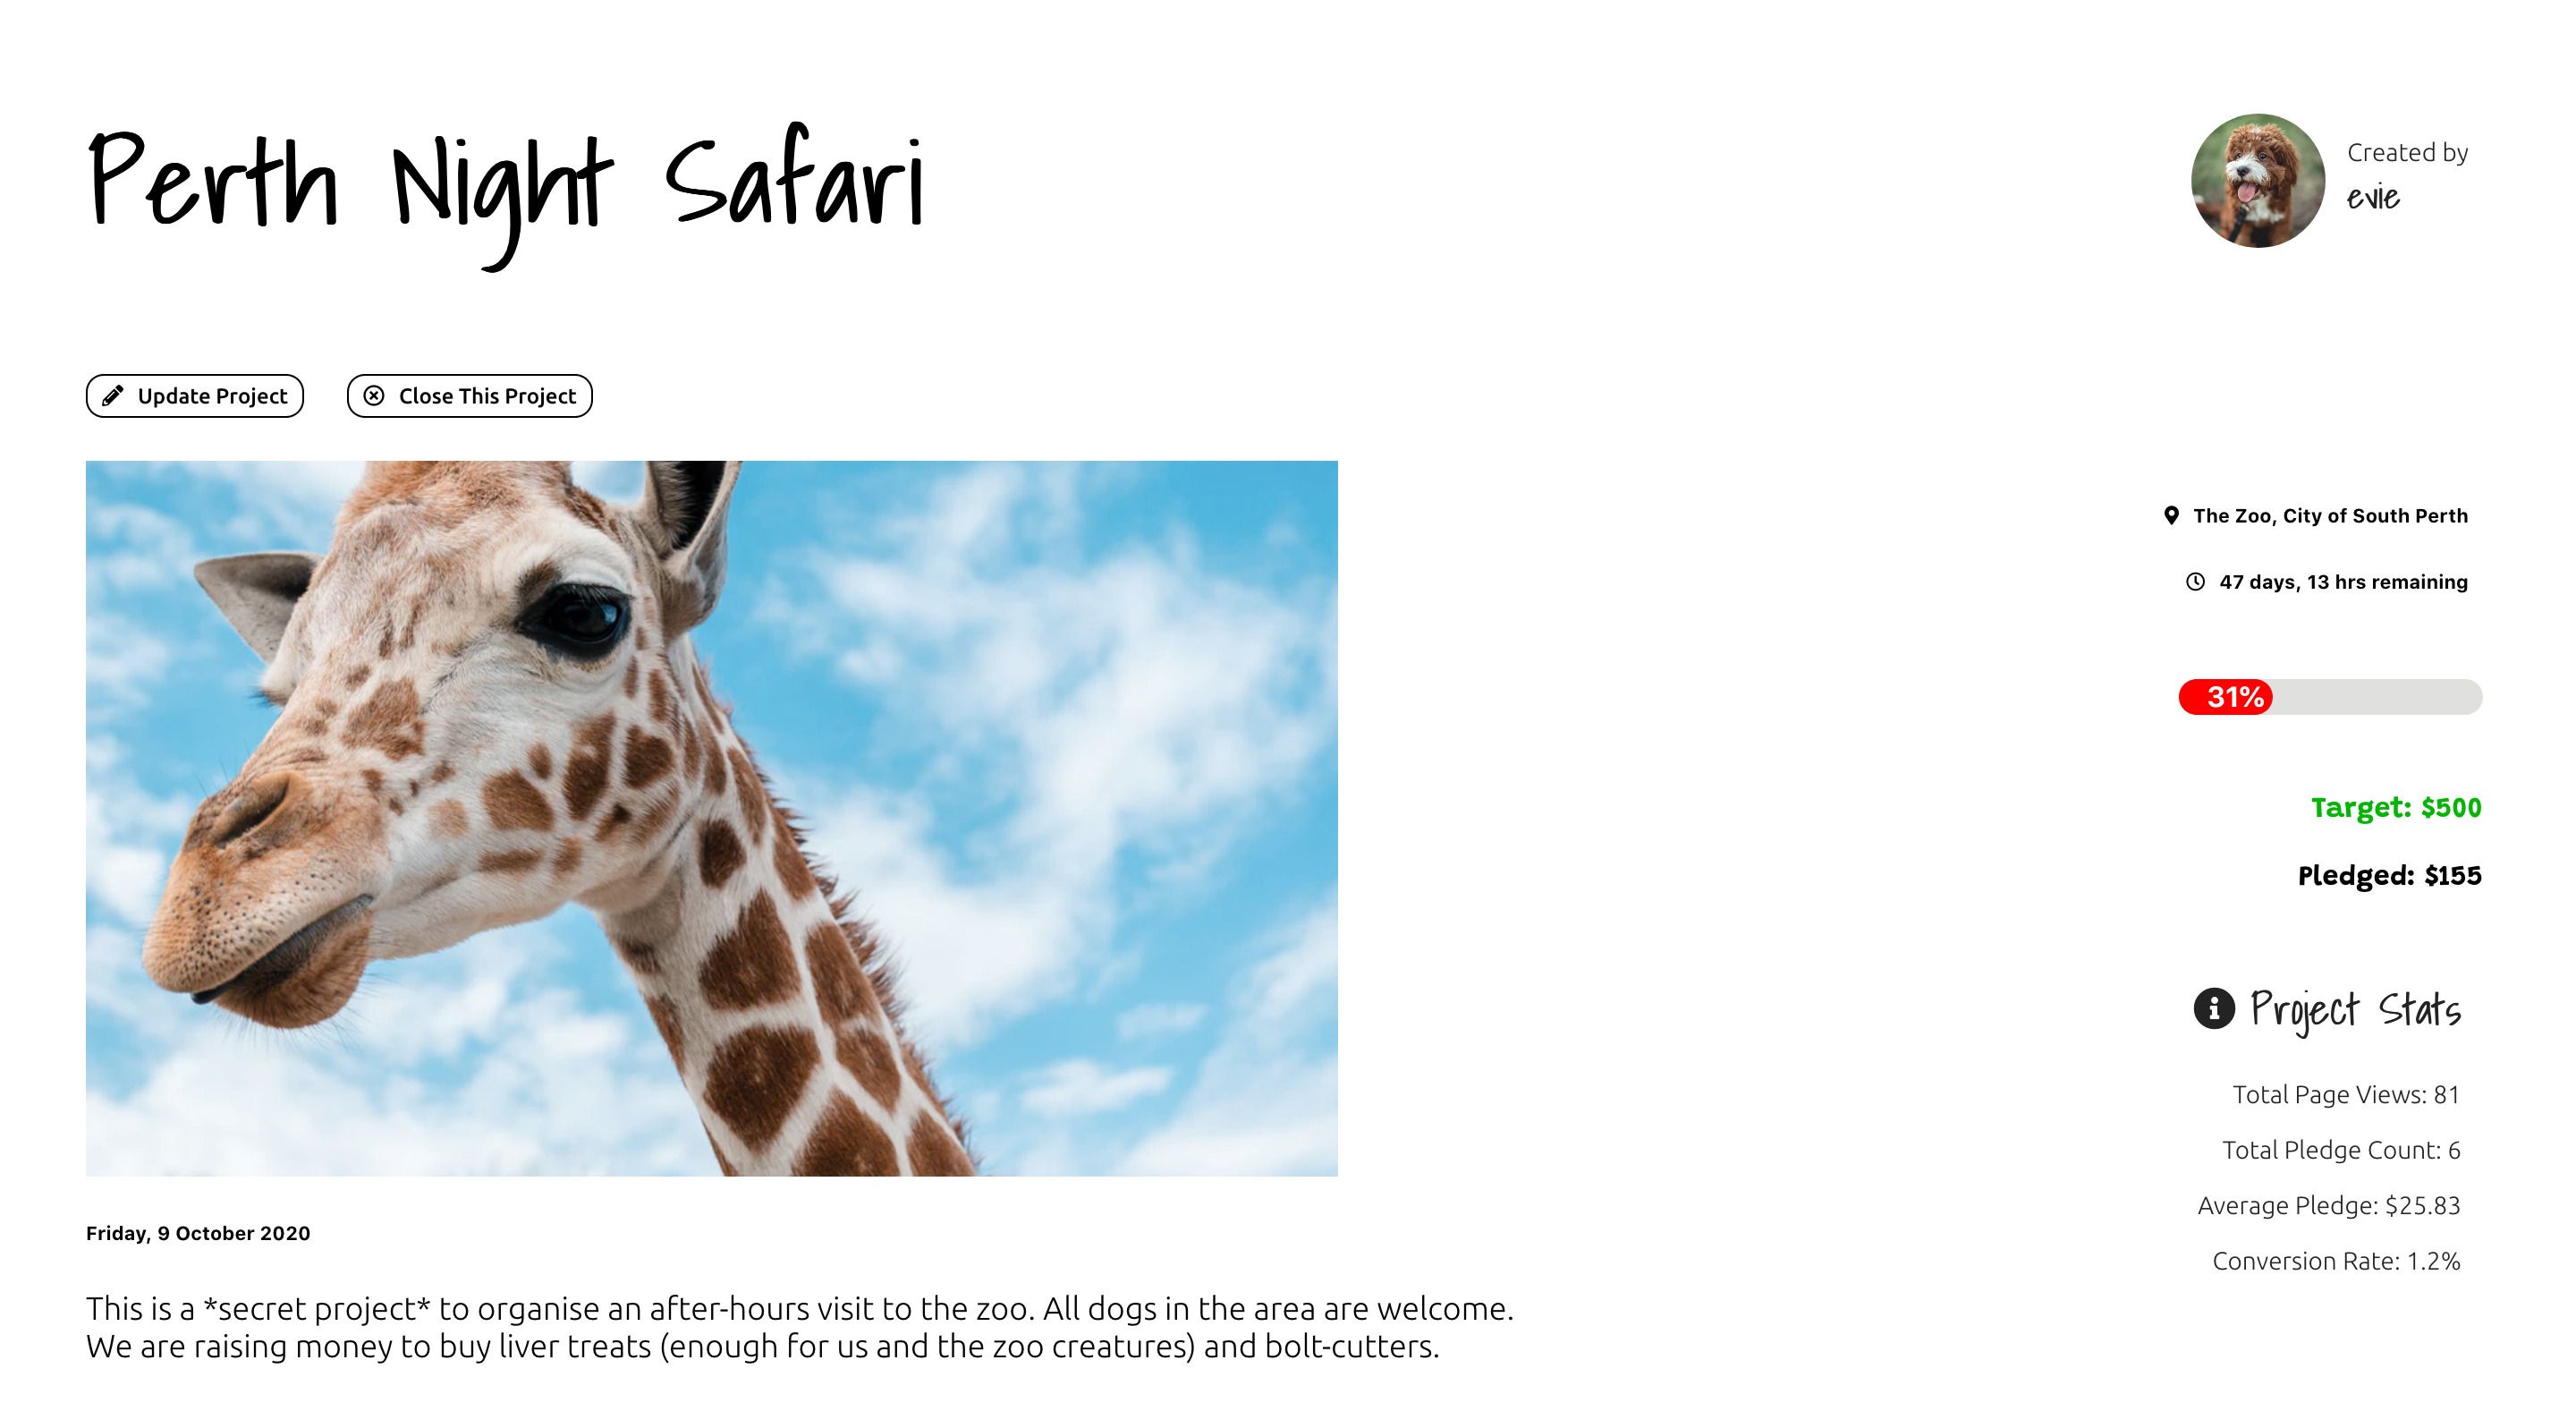 Perth Night Safari
Created by
evie
Update Project
Close This Project
The Zoo, City of South Perth
47 days, 13 hrs remaining
31%
Target: $500
Pledged: $155
Project Stats
Total Page Views: 81
Total Pledge Count: 6
Average Pledge: $25.83
Conversion Rate: 1.2%
Friday, 9 October 2020
This is a *secret project* to organise an after-hours visit to the zoo. All dogs in the area are welcome.
We are raising money to buy liver treats (enough for us and the zoo creatures) and bolt-cutters.